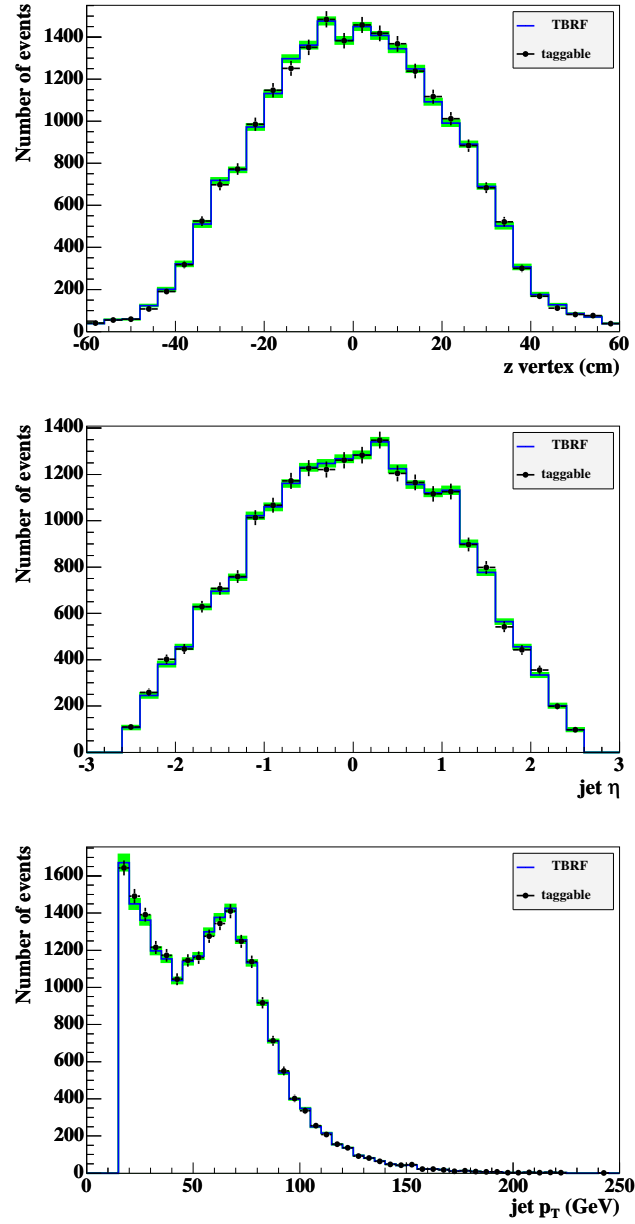 Number of events
1400
1200
1000
800
600
400
200
0
-60 -40 -20 0 20 40 60
z vertex (cm)
TBRF
taggable
Number of events
1400
1200
1000
800
600
400
200
0
-3 -2 -1 0 1 2 3
jet η
TBRF
taggable
Number of events
1600
1400
1200
1000
800
600
400
200
0
0 50 100 150 200 250
jet p_T (GeV)
TBRF
taggable